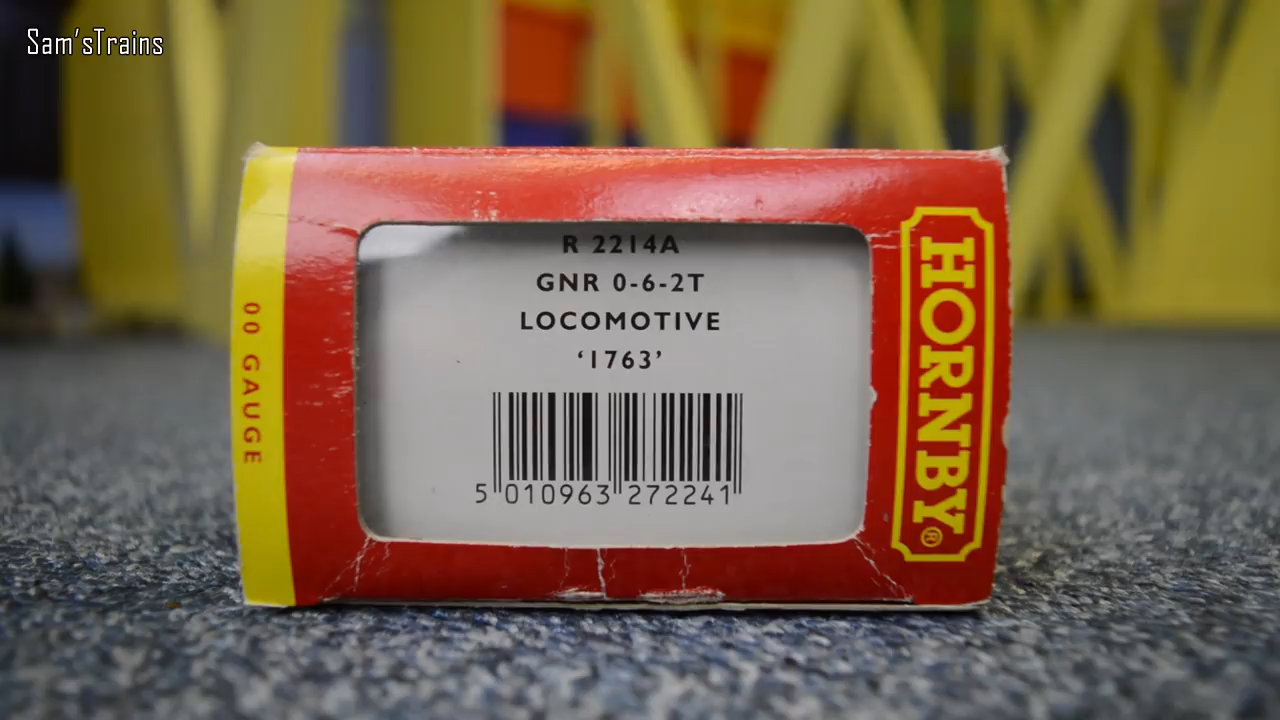 Sam'sTrains
R 2214A
GNR 0-6-2T
LOCOMOTIVE
‘1763’
5 010963 272241
00 GAUGE
HORNBY®